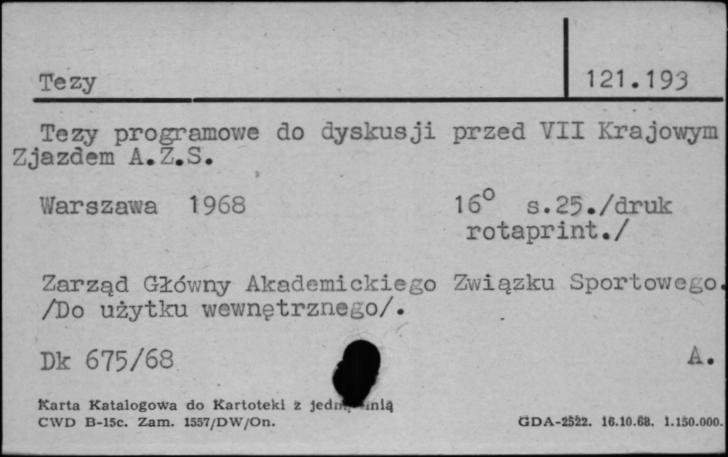 Tezy 121.193
Tezy programowe do dyskusji przed VII Krajowym
Zjazdem A.Z.S.
Warszawa 1968 16° s.25./druk
rotaprint./
Zarząd Główny Akademickiego Związku Sportowego.
/Do użytku wewnętrznego/.
Dk 675/68 A.
Karta Katalogowa do Kartoteki z
CWD B-15c. Zam. 1557/DW/On. GDA-2522. 16.10.68. 1.150.000.